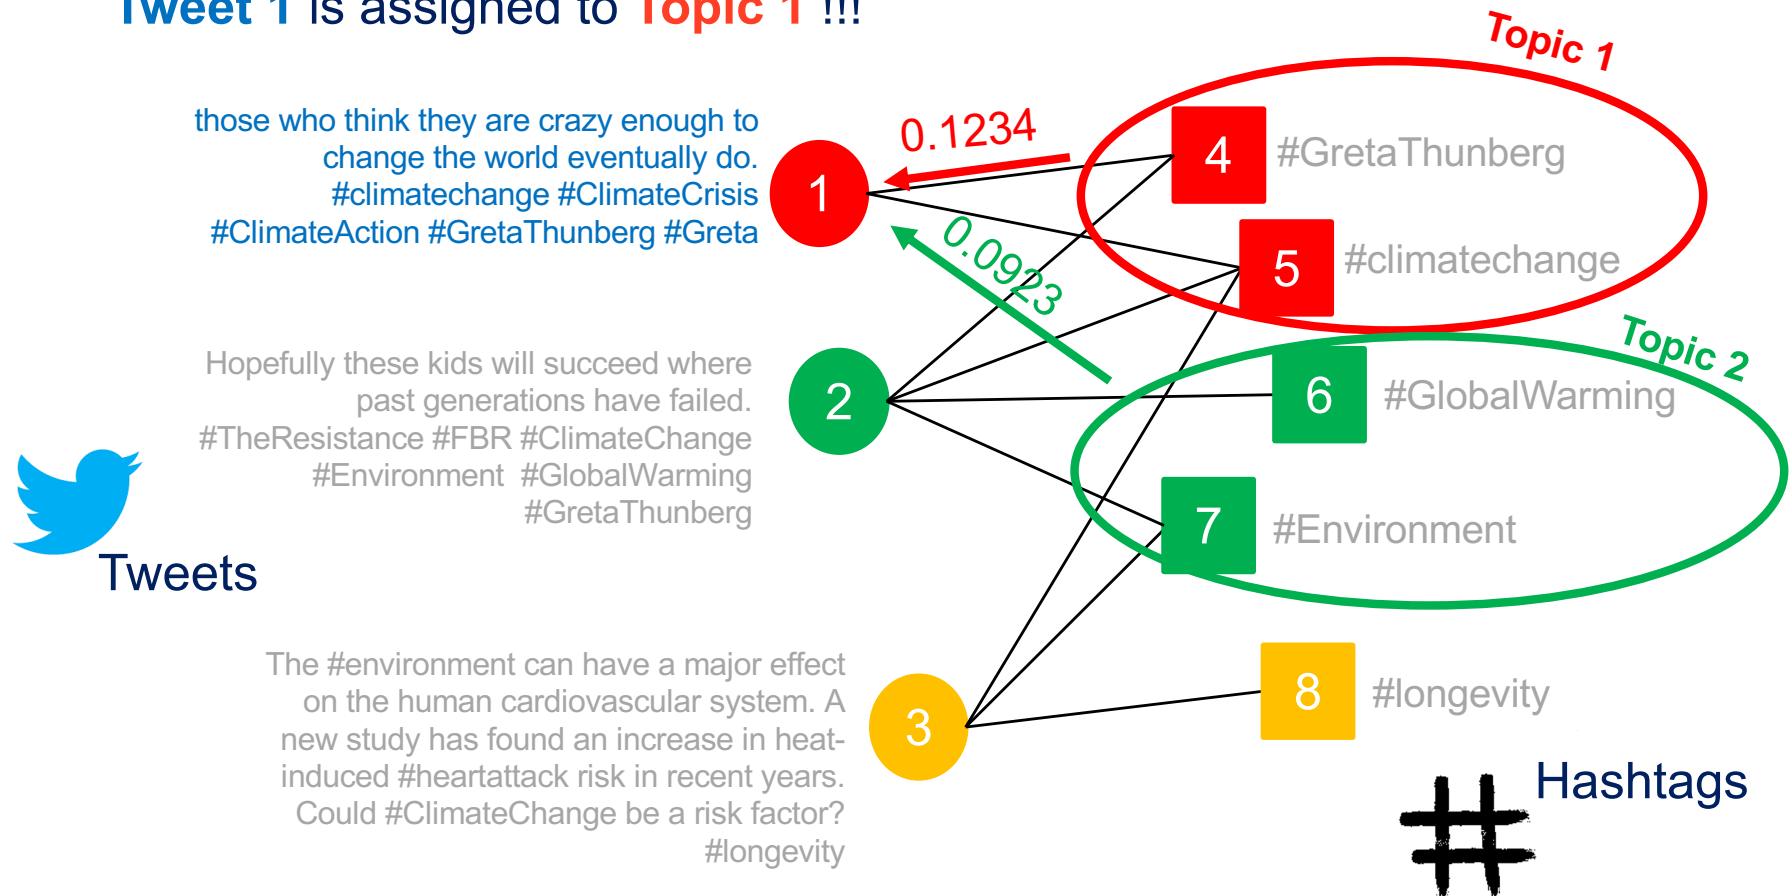 Tweet 1 is assigned to Topic 1 !!!
Topic 1
those who think they are crazy enough to
change the world eventually do.
#climatechange #ClimateCrisis
#ClimateAction #GretaThunberg #Greta
1
0.1234
4
#GretaThunberg
0.0923
5
#climatechange
Topic 2
Hopefully these kids will succeed where
past generations have failed.
#TheResistance #FBR #ClimateChange
#Environment #GlobalWarming
#GretaThunberg
2
6
#GlobalWarming
7
#Environment
Tweets
The #environment can have a major effect
on the human cardiovascular system. A
new study has found an increase in heat-
induced #heartattack risk in recent years.
Could #ClimateChange be a risk factor?
#longevity
3
8
#longevity
# Hashtags